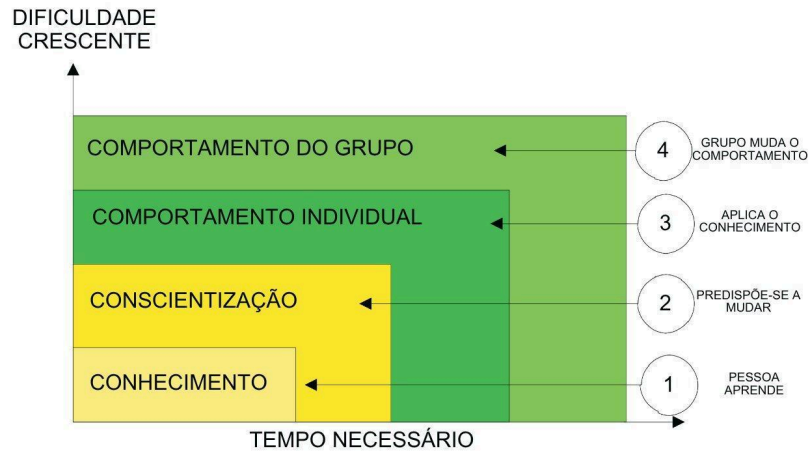 DIFICULDADE
CRESCENTE
COMPORTAMENTO DO GRUPO
4
GRUPO MUDA O
COMPORTAMENTO
COMPORTAMENTO INDIVIDUAL
3
APLICA O
CONHECIMENTO
CONSCIENTIZAÇÃO
2
PREDISPÕE-SE A
MUDAR
CONHECIMENTO
1
PESSOA
APRENDE
TEMPO NECESSÁRIO